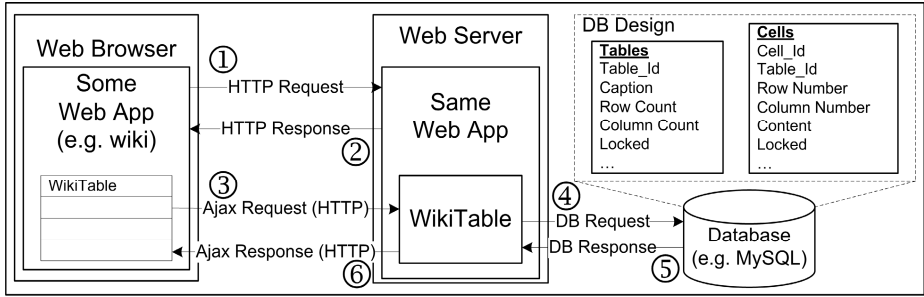 Web Browser
Some
Web App
(e.g. wiki)
WikiTable
①
HTTP Request
HTTP Response
②
③
Ajax Request (HTTP)
Ajax Response (HTTP)
⑥
Web Server
Same
Web App
WikiTable
④
DB Request
DB Response
⑤
DB Design
Tables
Table_Id
Caption
Row Count
Column Count
Locked
...
Cells
Cell_Id
Table_Id
Row Number
Column Number
Content
Locked
...
Database
(e.g. MySQL)